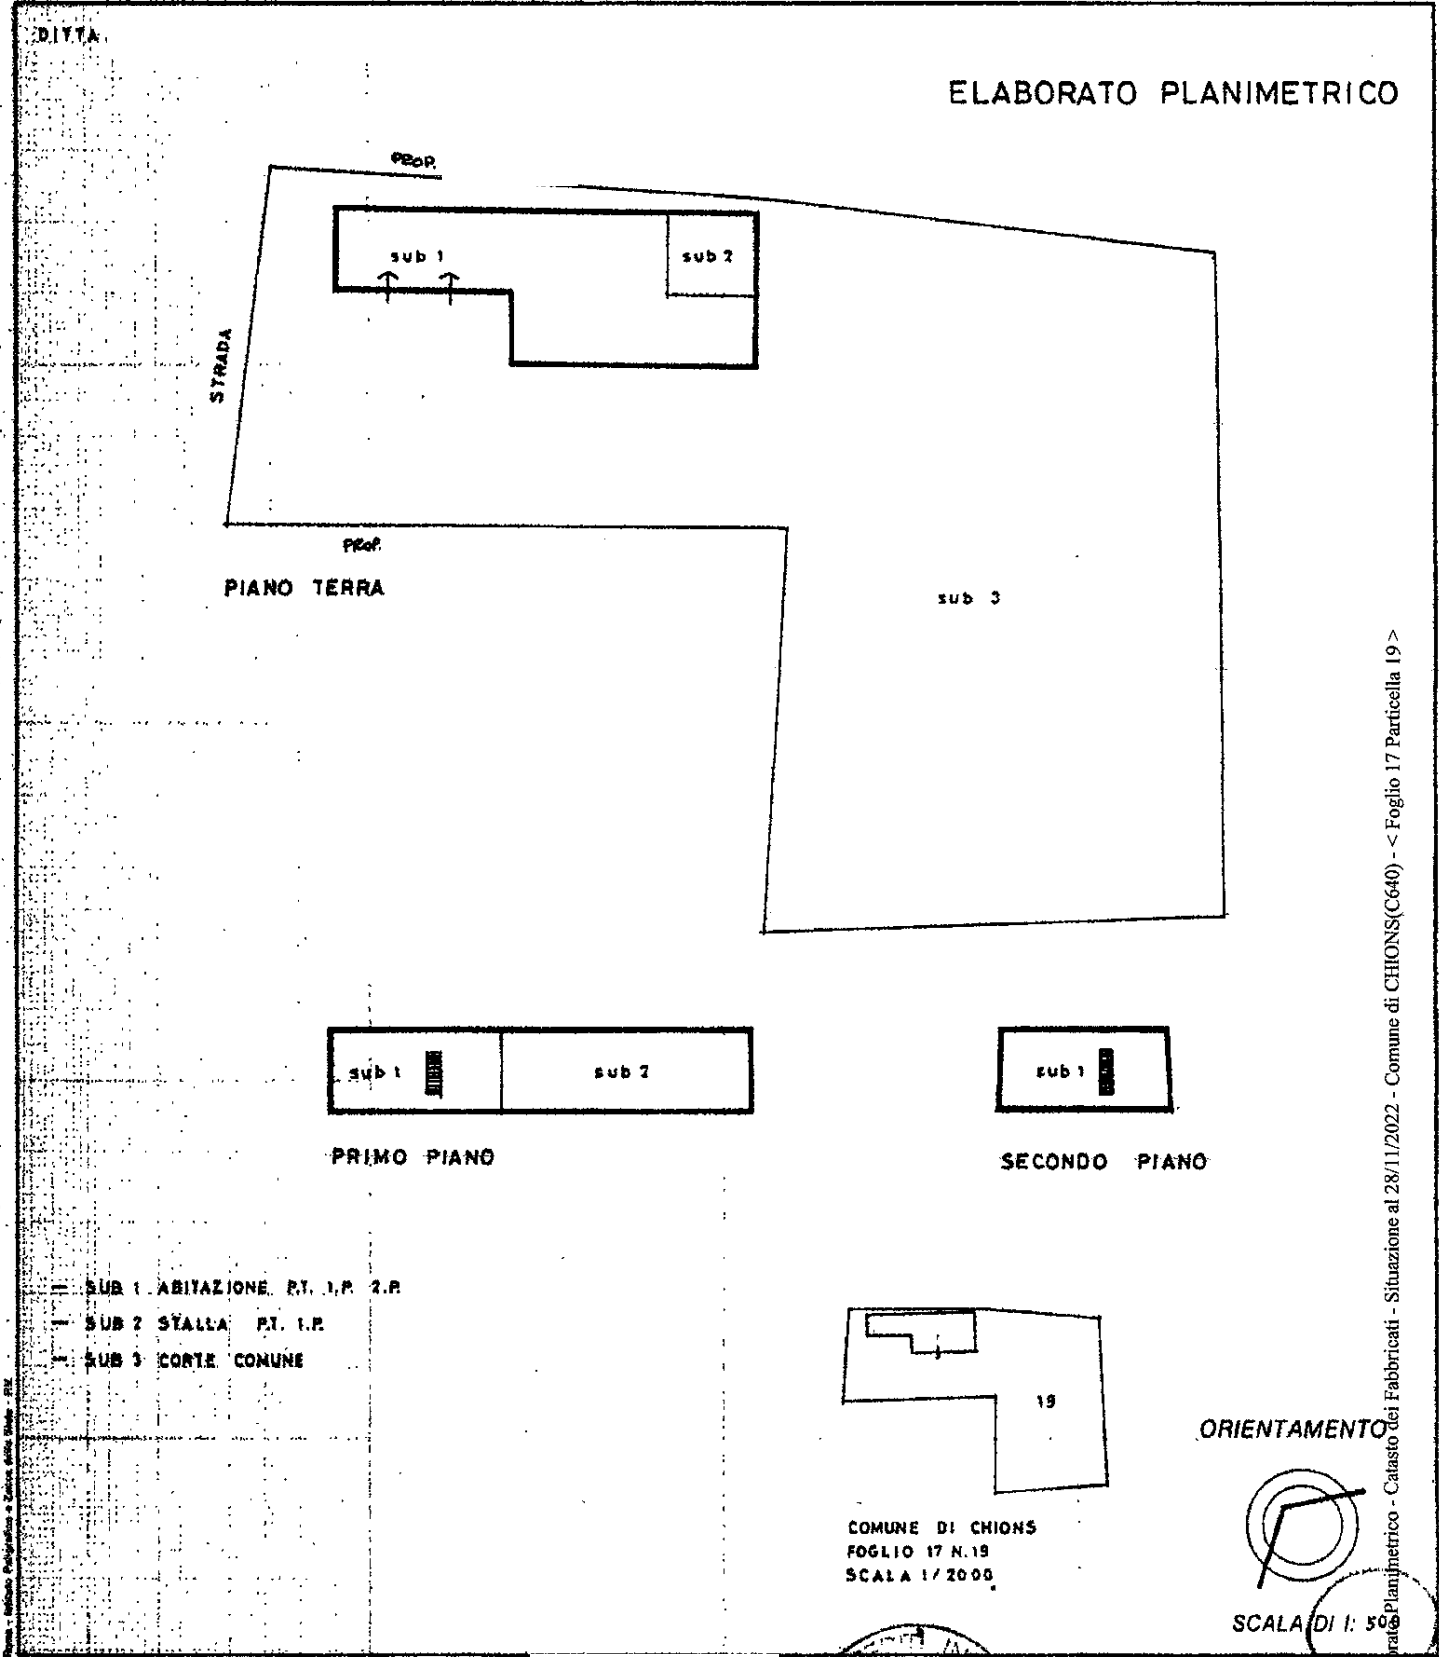 DITTA
ELABORATO PLANIMETRICO
PROP.
sub 1
sub 2
STRADA
PROP.
PIANO TERRA
sub 3
sub 1
sub 2
PRIMO PIANO
sub 1
SECONDO PIANO
— SUB 1 ABITAZIONE P.T. 1.P. 2.P.
— SUB 2 STALLA P.T. 1.P.
— SUB 3 CORTE COMUNE
19
COMUNE DI CHIONS
FOGLIO 17 N.19
SCALA 1/2000
ORIENTAMENTO
SCALA DI 1: 500
Planimetrico - Catasto dei Fabbricati - Situazione al 28/11/2022 - Comune di CHIONS(C640) - < Foglio 17 Particella 19 >